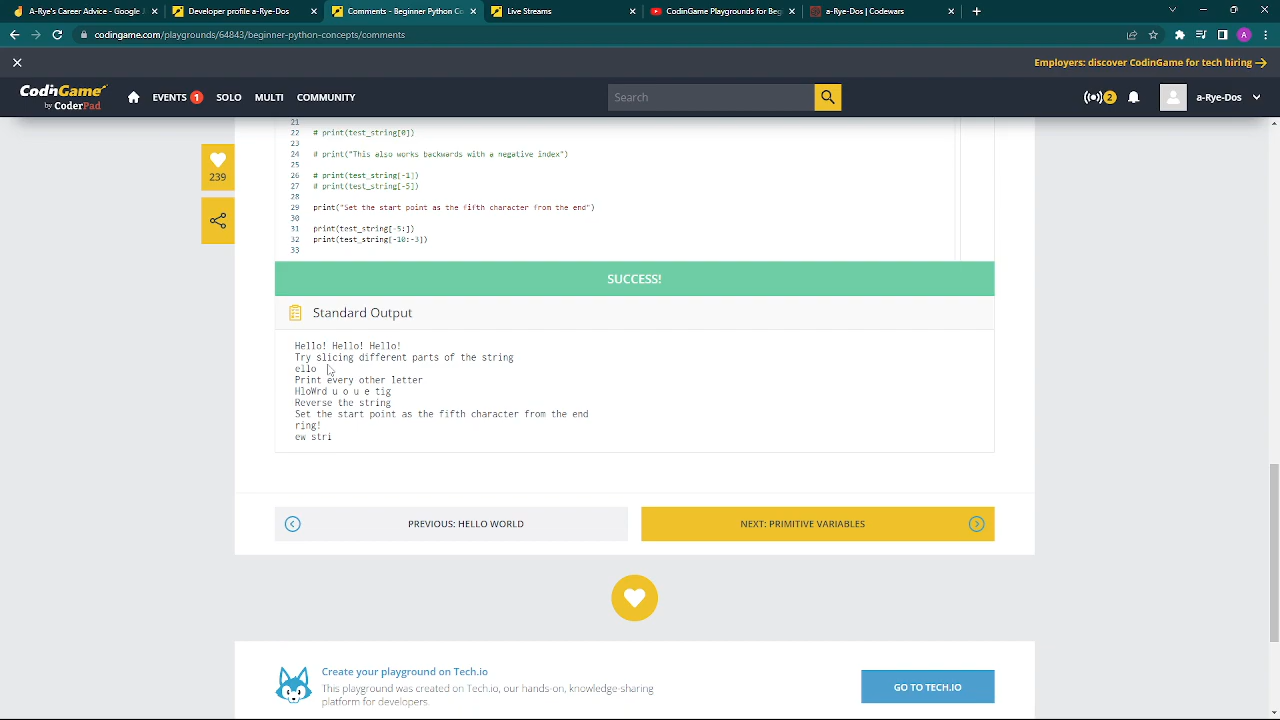 A-Rye's Career Advice - Google J
Developer profile a-Rye-Dos
Comments - Beginner Python Co
Live Streams
CodinGame Playgrounds for Beg
a-Rye-Dos | Codewars
codingame.com/playgrounds/64843/beginner-python-concepts/comments
A
Employers: discover CodinGame for tech hiring
CodinGame
by CoderPad
EVENTS 1
SOLO
MULTI
COMMUNITY
Search
2
a-Rye-Dos
239
21
22 # print(test_string[0])
23
24 # print("This also works backwards with a negative index")
25
26 # print(test_string[-1])
27 # print(test_string[-5])
28
29 print("Set the start point as the fifth character from the end")
30
31 print(test_string[-5:])
32 print(test_string[-10:-3])
33
SUCCESS!
Standard Output
Hello! Hello! Hello!
Try slicing different parts of the string
ello
Print every other letter
HloWrd u o u e tig
Reverse the string
Set the start point as the fifth character from the end
ring!
ew stri
PREVIOUS: HELLO WORLD
NEXT: PRIMITIVE VARIABLES
Create your playground on Tech.io
This playground was created on Tech.io, our hands-on, knowledge-sharing
platform for developers.
GO TO TECH.IO